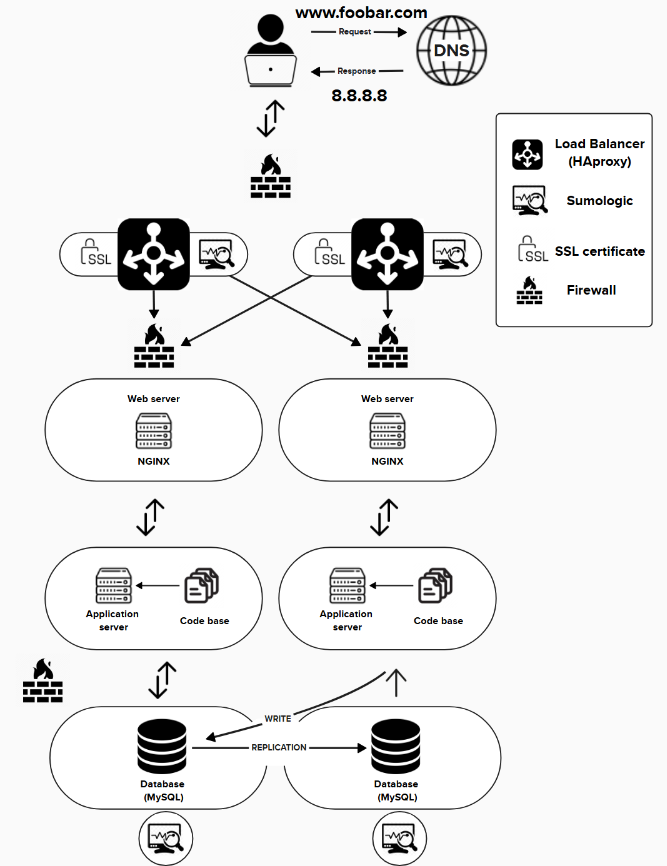 www.foobar.com
Request
DNS
Response
8.8.8.8
Load Balancer
(HAproxy)
Sumologic
SSL
SSL certificate
Firewall
SSL
SSL
Web server
NGINX
Web server
NGINX
Application
server
Code base
Application
server
Code base
WRITE
REPLICATION
Database
(MySQL)
Database
(MySQL)